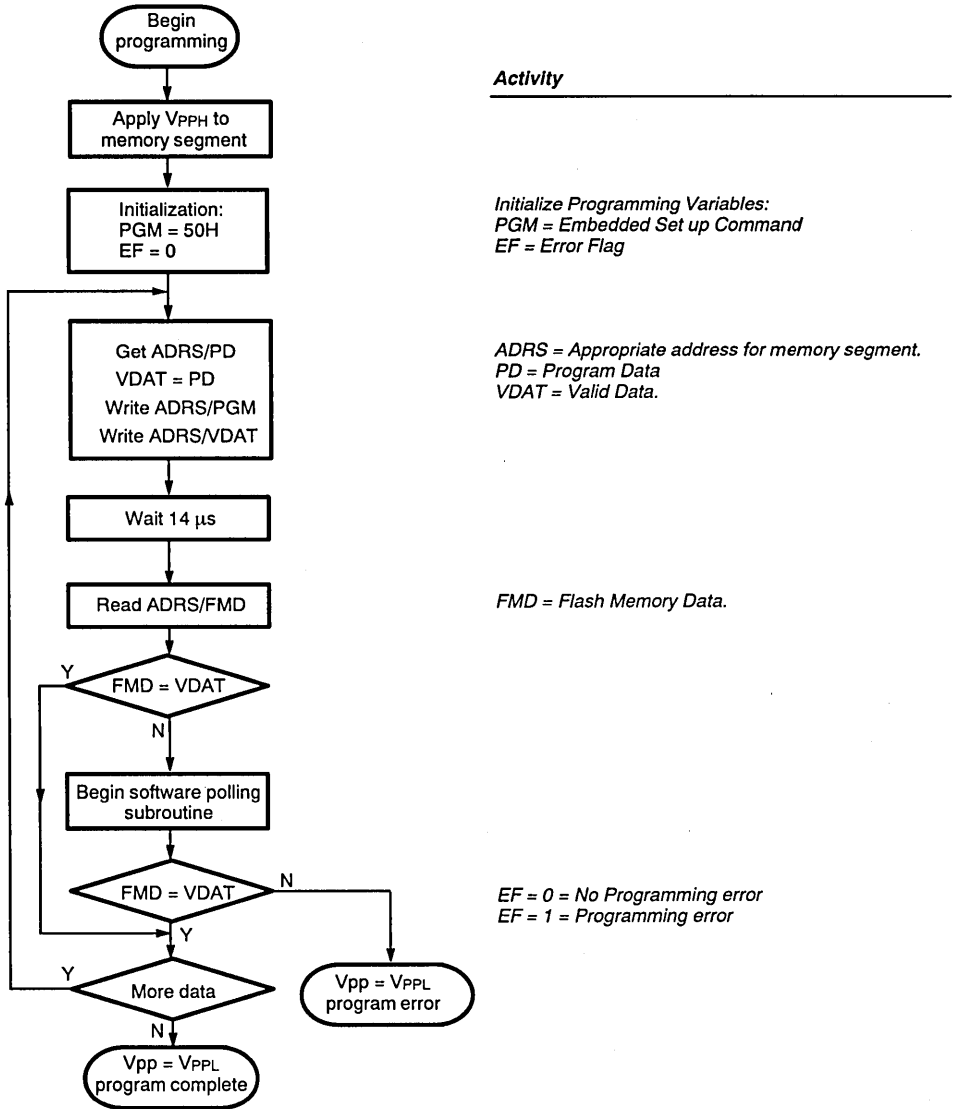 Begin
programming
Activity
Apply VPPH to
memory segment
Initialization:
PGM = 50H
EF = 0
Initialize Programming Variables:
PGM = Embedded Set up Command
EF = Error Flag
Get ADRS/PD
VDAT = PD
Write ADRS/PGM
Write ADRS/VDAT
ADRS = Appropriate address for memory segment.
PD = Program Data
VDAT = Valid Data.
Wait 14 µs
Read ADRS/FMD
FMD = Flash Memory Data.
Y
FMD = VDAT
N
Begin software polling
subroutine
FMD = VDAT
N
Y
EF = 0 = No Programming error
EF = 1 = Programming error
Y
More data
N
Vpp = VPPL
program error
Vpp = VPPL
program complete